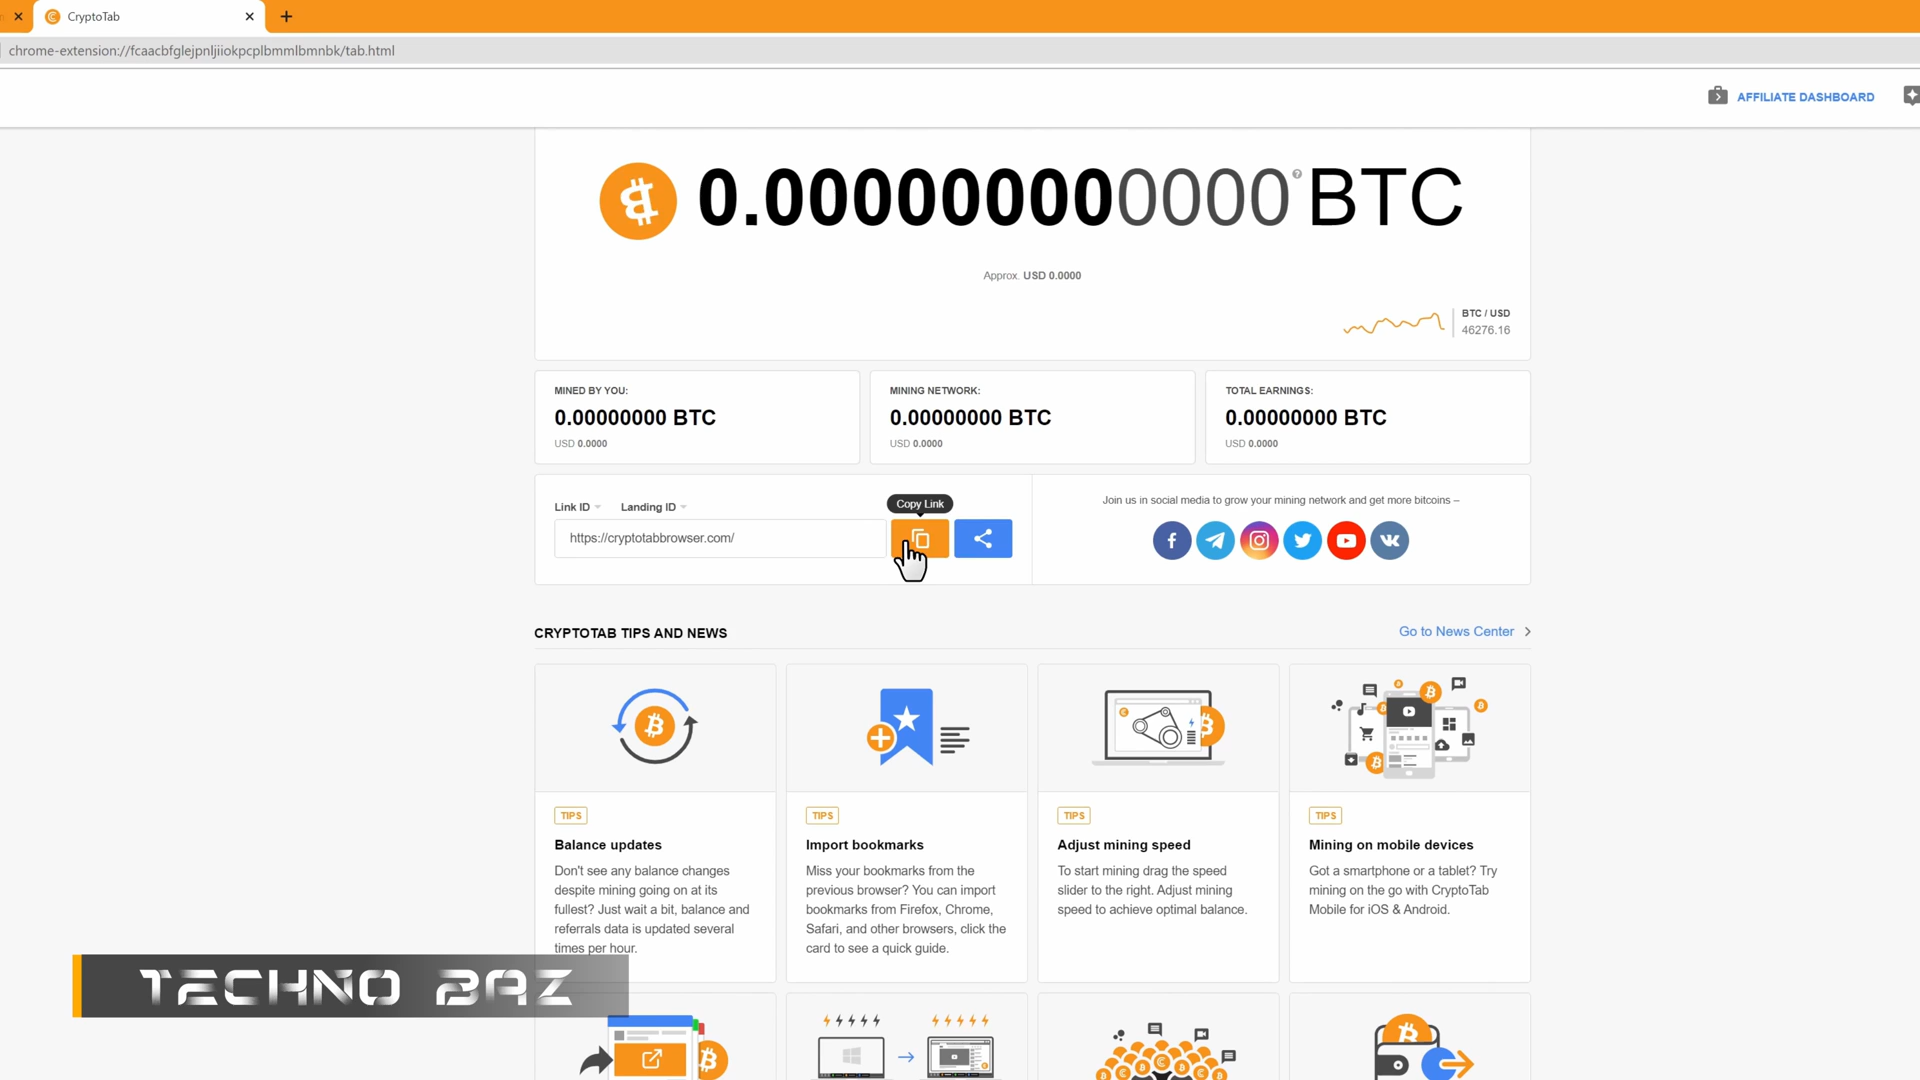 CryptoTab
chrome-extension://fcaacbfglejpnljiiokpcplbmmlbmnbk/tab.html
AFFILIATE DASHBOARD
0.000000000000 BTC
Approx. USD 0.0000
BTC / USD
46276.16
MINED BY YOU:
0.00000000 BTC
USD 0.0000
MINING NETWORK:
0.00000000 BTC
USD 0.0000
TOTAL EARNINGS:
0.00000000 BTC
USD 0.0000
Link ID
Landing ID
Copy Link
https://cryptotabbrowser.com/
Join us in social media to grow your mining network and get more bitcoins –
CRYPTOTAB TIPS AND NEWS
Go to News Center
TIPS
Balance updates
Don't see any balance changes
despite mining going on at its
fullest? Just wait a bit, balance and
referrals data is updated several
times per hour.
TIPS
Import bookmarks
Miss your bookmarks from the
previous browser? You can import
bookmarks from Firefox, Chrome,
Safari, and other browsers, click the
card to see a quick guide.
TIPS
Adjust mining speed
To start mining drag the speed
slider to the right. Adjust mining
speed to achieve optimal balance.
TIPS
Mining on mobile devices
Got a smartphone or a tablet? Try
mining on the go with CryptoTab
Mobile for iOS & Android.
TECHNO BAZ